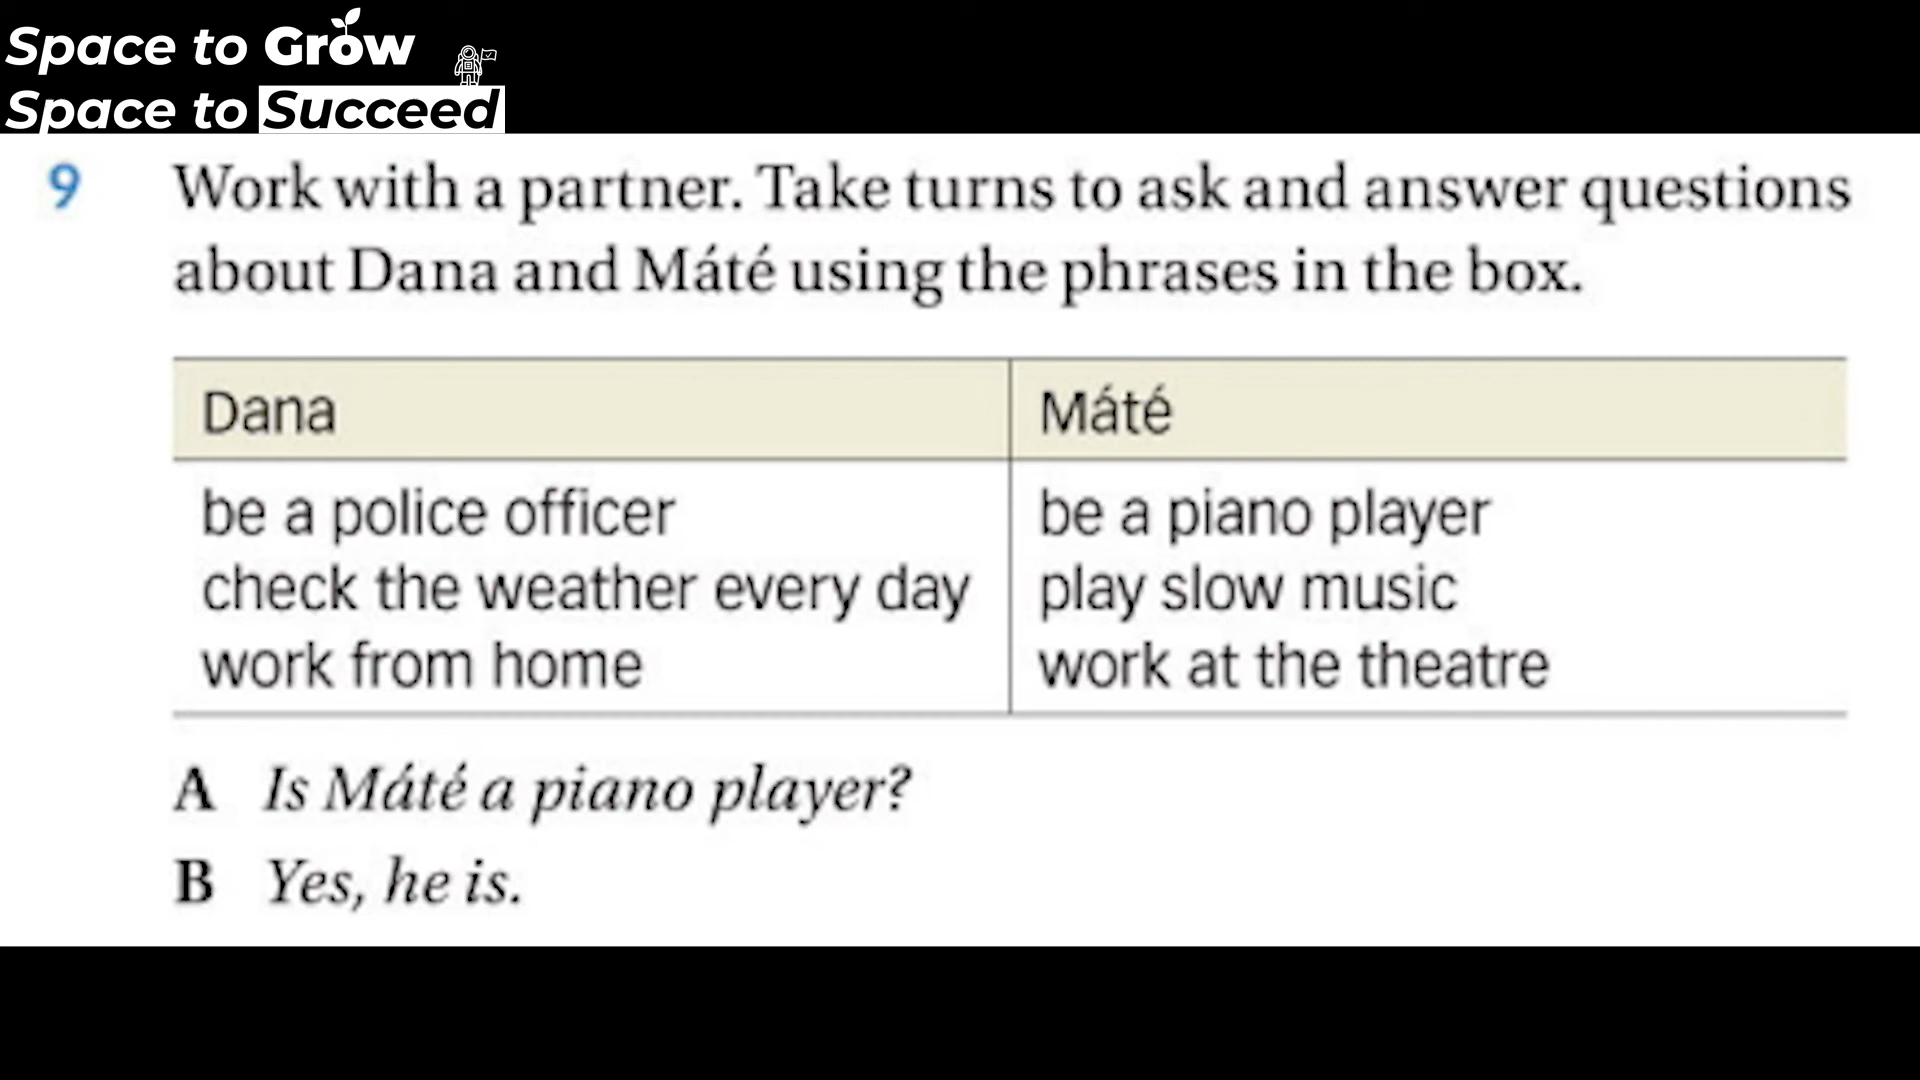 Space to Grow
Space to Succeed
9 Work with a partner. Take turns to ask and answer questions
about Dana and Máté using the phrases in the box.
Dana Máté
be a police officer be a piano player
check the weather every day play slow music
work from home work at the theatre
A Is Máté a piano player?
B Yes, he is.